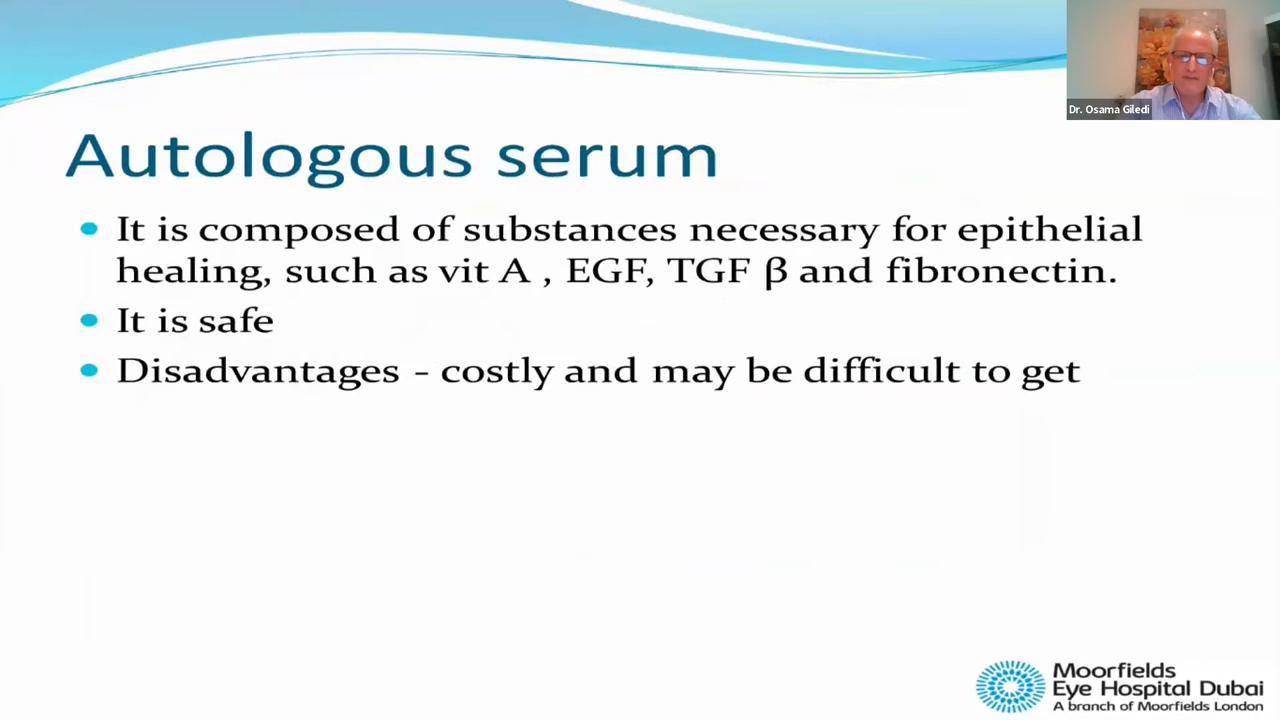 Dr. Osama Giledi
Autologous serum
It is composed of substances necessary for epithelial
healing, such as vit A , EGF, TGF β and fibronectin.
It is safe
Disadvantages - costly and may be difficult to get
Moorfields
Eye Hospital Dubai
A branch of Moorfields London